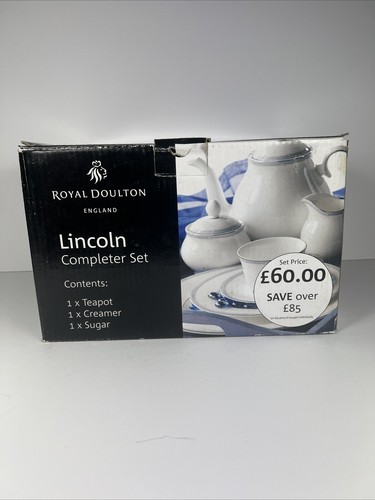 ROYAL DOULTON
ENGLAND
Lincoln
Completer Set
Contents:
1 x Teapot
1 x Creamer
1 x Sugar
Set Price:
£60.00
SAVE over
£85